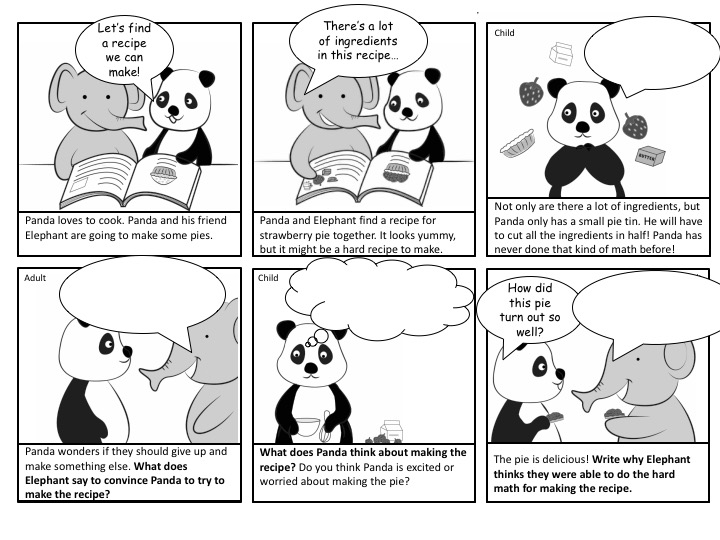 Let's find
a recipe
we can
make!
Panda loves to cook. Panda and his friend
Elephant are going to make some pies.
There's a lot
of ingredients
in this recipe...
Panda and Elephant find a recipe for
strawberry pie together. It looks yummy,
but it might be a hard recipe to make.
Child
BUTTER
Not only are there a lot of ingredients, but
Panda only has a small pie tin. He will have
to cut all the ingredients in half! Panda has
never done that kind of math before!
Adult
Panda wonders if they should give up and
make something else. What does
Elephant say to convince Panda to try to
make the recipe?
Child
What does Panda think about making the
recipe? Do you think Panda is excited or
worried about making the pie?
How did
this pie
turn out so
well?
The pie is delicious! Write why Elephant
thinks they were able to do the hard
math for making the recipe.